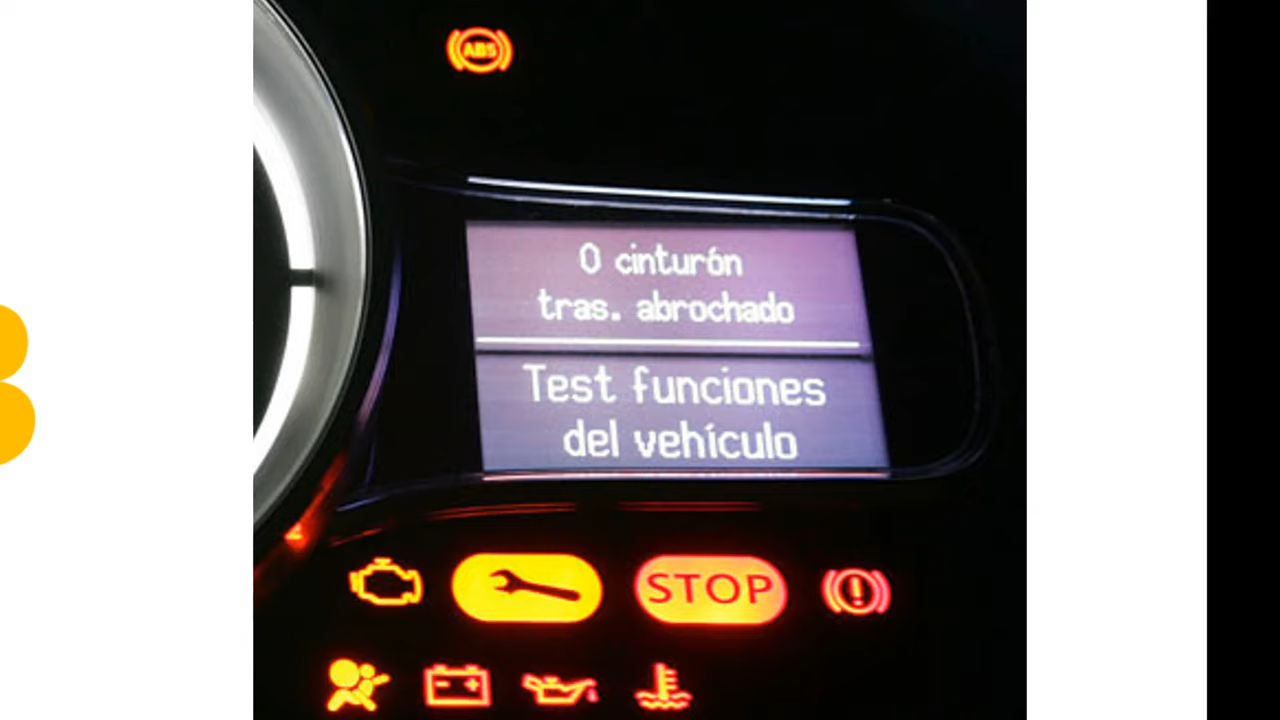 ABS
0 cinturón
tras. abrochado
Test funciones
del vehículo
STOP